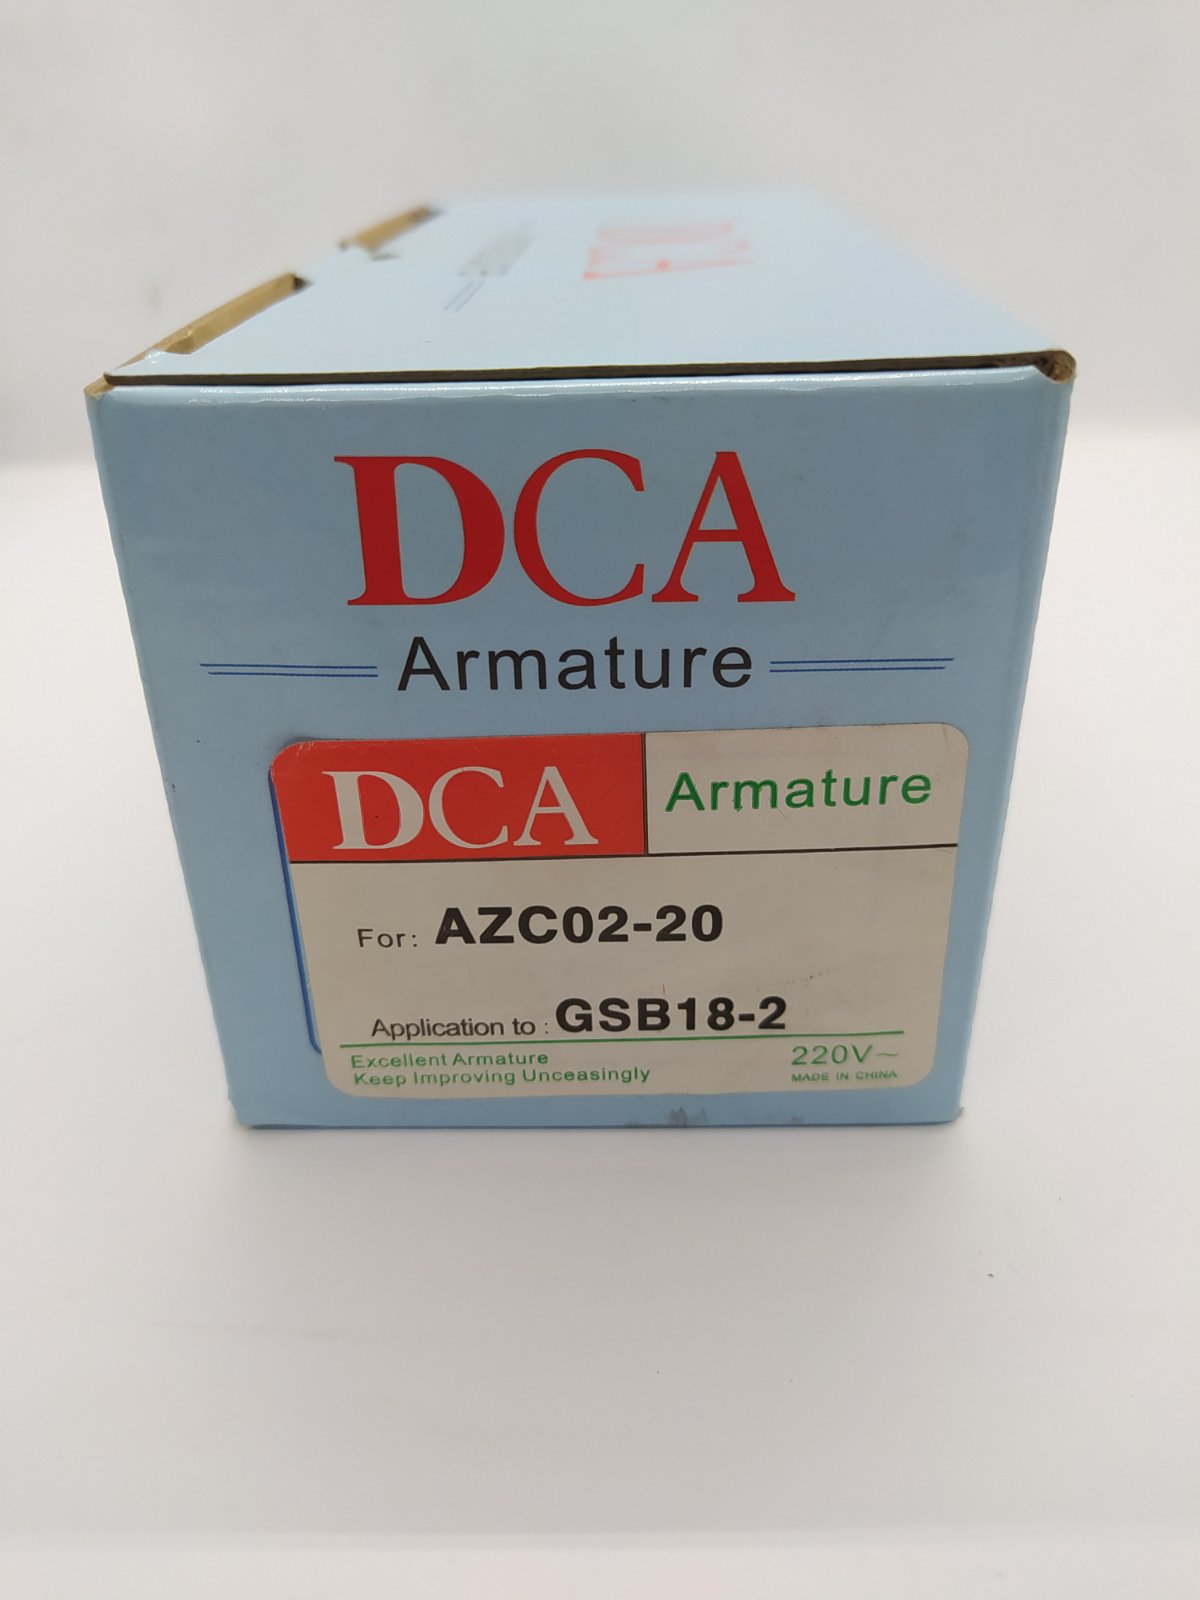 DCA
DCA
Armature
DCA Armature
For: AZC02-20
Application to : GSB18-2
Excellent Armature 220V~
Keep Improving Unceasingly MADE IN CHINA